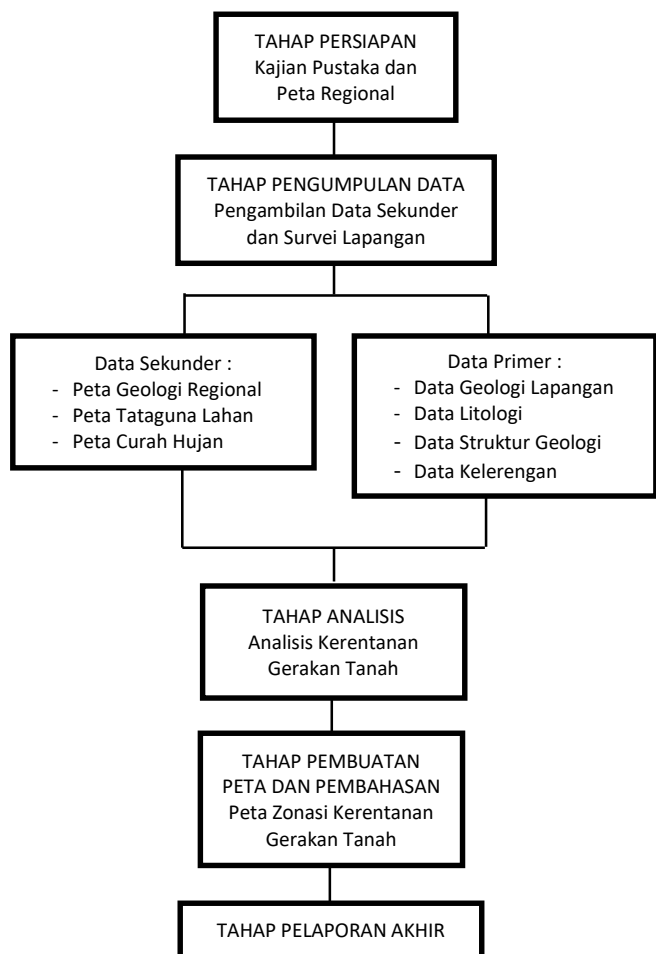 TAHAP PERSIAPAN
Kajian Pustaka dan
Peta Regional
TAHAP PENGUMPULAN DATA
Pengambilan Data Sekunder
dan Survei Lapangan
Data Sekunder :
- Peta Geologi Regional
- Peta Tataguna Lahan
- Peta Curah Hujan
Data Primer :
- Data Geologi Lapangan
- Data Litologi
- Data Struktur Geologi
- Data Kelerengan
TAHAP ANALISIS
Analisis Kerentanan
Gerakan Tanah
TAHAP PEMBUATAN
PETA DAN PEMBAHASAN
Peta Zonasi Kerentanan
Gerakan Tanah
TAHAP PELAPORAN AKHIR